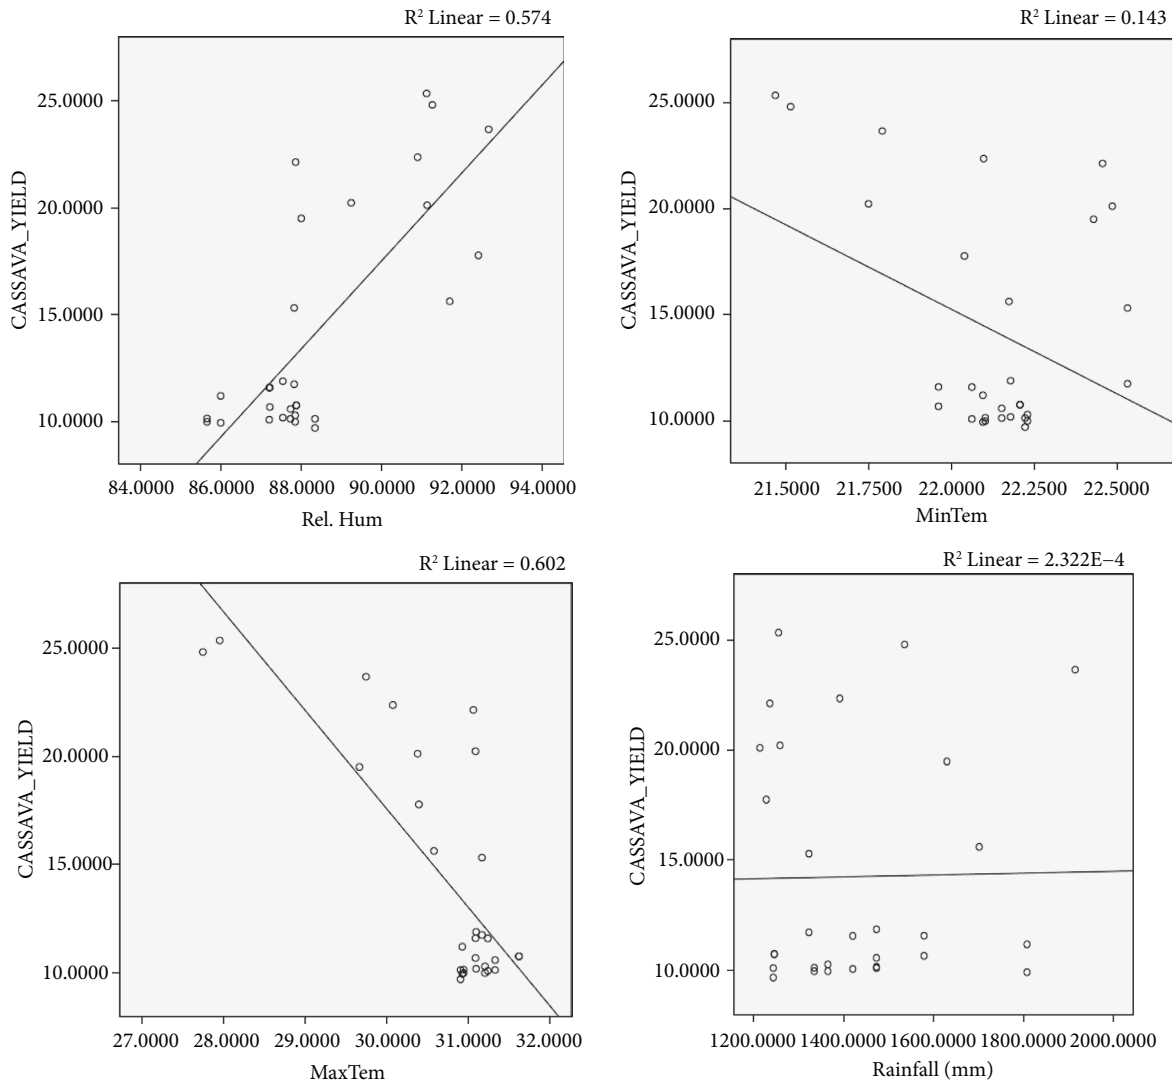 R² Linear = 0.574
CASSAVA_YIELD
25.0000
20.0000
15.0000
10.0000
84.0000 86.0000 88.0000 90.0000 92.0000 94.0000
Rel. Hum
R² Linear = 0.143
CASSAVA_YIELD
25.0000
20.0000
15.0000
10.0000
21.5000 21.7500 22.0000 22.2500 22.5000
MinTem
R² Linear = 0.602
CASSAVA_YIELD
25.0000
20.0000
15.0000
10.0000
27.0000 28.0000 29.0000 30.0000 31.0000 32.0000
MaxTem
R² Linear = 2.322E−4
CASSAVA_YIELD
25.0000
20.0000
15.0000
10.0000
1200.0000 1400.0000 1600.0000 1800.0000 2000.0000
Rainfall (mm)